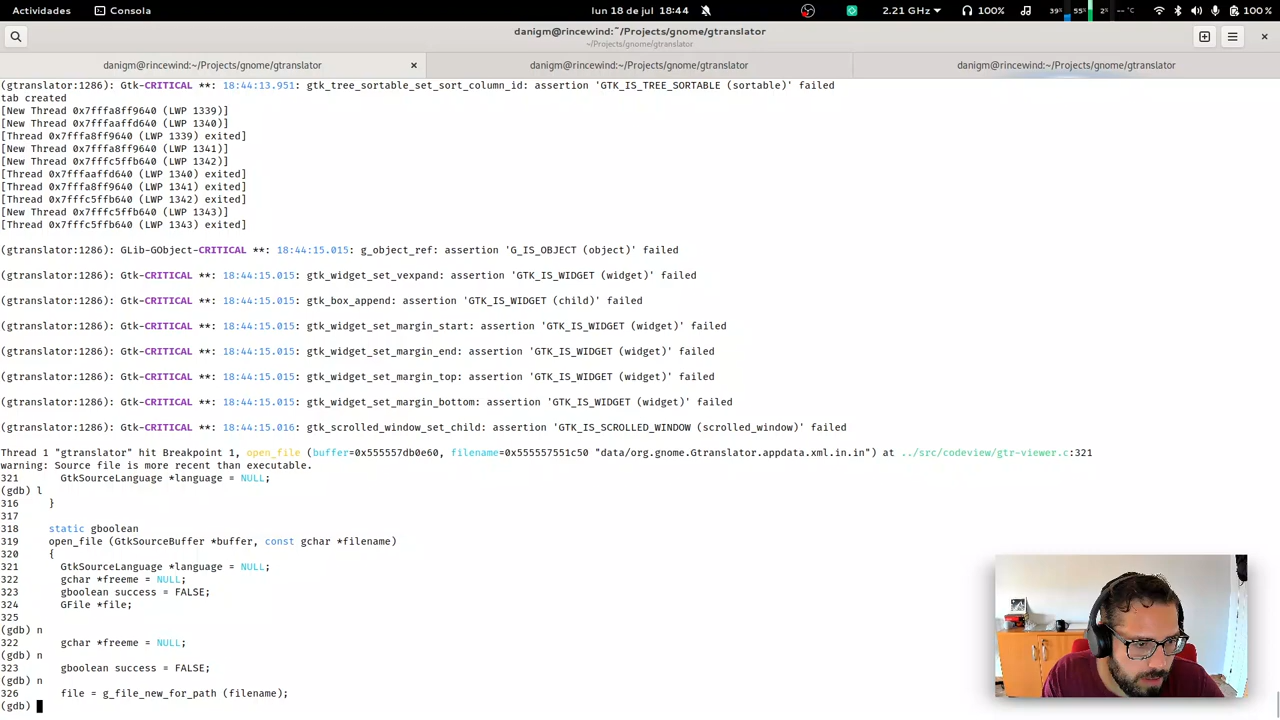 Actividades
Consola
lun 18 de jul 18:44
2.21 GHz
100%
39%
55%
2%
-- °C
100 %
danigm@rincewind:~/Projects/gnome/gtranslator
~/Projects/gnome/gtranslator
danigm@rincewind:~/Projects/gnome/gtranslator
danigm@rincewind:~/Projects/gnome/gtranslator
danigm@rincewind:~/Projects/gnome/gtranslator
(gtranslator:1286): Gtk-CRITICAL **: 18:44:13.951: gtk_tree_sortable_set_sort_column_id: assertion 'GTK_IS_TREE_SORTABLE (sortable)' failed
tab created
[New Thread 0x7fffa8ff9640 (LWP 1339)]
[New Thread 0x7fffaaffd640 (LWP 1340)]
[Thread 0x7fffa8ff9640 (LWP 1339) exited]
[New Thread 0x7fffa8ff9640 (LWP 1341)]
[New Thread 0x7fffc5ffb640 (LWP 1342)]
[Thread 0x7fffaaffd640 (LWP 1340) exited]
[Thread 0x7fffa8ff9640 (LWP 1341) exited]
[Thread 0x7fffc5ffb640 (LWP 1342) exited]
[New Thread 0x7fffc5ffb640 (LWP 1343)]
[Thread 0x7fffc5ffb640 (LWP 1343) exited]
(gtranslator:1286): GLib-GObject-CRITICAL **: 18:44:15.015: g_object_ref: assertion 'G_IS_OBJECT (object)' failed
(gtranslator:1286): Gtk-CRITICAL **: 18:44:15.015: gtk_widget_set_vexpand: assertion 'GTK_IS_WIDGET (widget)' failed
(gtranslator:1286): Gtk-CRITICAL **: 18:44:15.015: gtk_box_append: assertion 'GTK_IS_WIDGET (child)' failed
(gtranslator:1286): Gtk-CRITICAL **: 18:44:15.015: gtk_widget_set_margin_start: assertion 'GTK_IS_WIDGET (widget)' failed
(gtranslator:1286): Gtk-CRITICAL **: 18:44:15.015: gtk_widget_set_margin_end: assertion 'GTK_IS_WIDGET (widget)' failed
(gtranslator:1286): Gtk-CRITICAL **: 18:44:15.015: gtk_widget_set_margin_top: assertion 'GTK_IS_WIDGET (widget)' failed
(gtranslator:1286): Gtk-CRITICAL **: 18:44:15.015: gtk_widget_set_margin_bottom: assertion 'GTK_IS_WIDGET (widget)' failed
(gtranslator:1286): Gtk-CRITICAL **: 18:44:15.016: gtk_scrolled_window_set_child: assertion 'GTK_IS_SCROLLED_WINDOW (scrolled_window)' failed
Thread 1 "gtranslator" hit Breakpoint 1, open_file (buffer=0x555557db0e60, filename=0x555557551c50 "data/org.gnome.Gtranslator.appdata.xml.in.in") at ../src/codeview/gtr-viewer.c:321
warning: Source file is more recent than executable.
321 GtkSourceLanguage *language = NULL;
(gdb) l
316 }
317
318 static gboolean
319 open_file (GtkSourceBuffer *buffer, const gchar *filename)
320 {
321 GtkSourceLanguage *language = NULL;
322 gchar *freeme = NULL;
323 gboolean success = FALSE;
324 GFile *file;
325
(gdb) n
322 gchar *freeme = NULL;
(gdb) n
323 gboolean success = FALSE;
(gdb) n
326 file = g_file_new_for_path (filename);
(gdb)